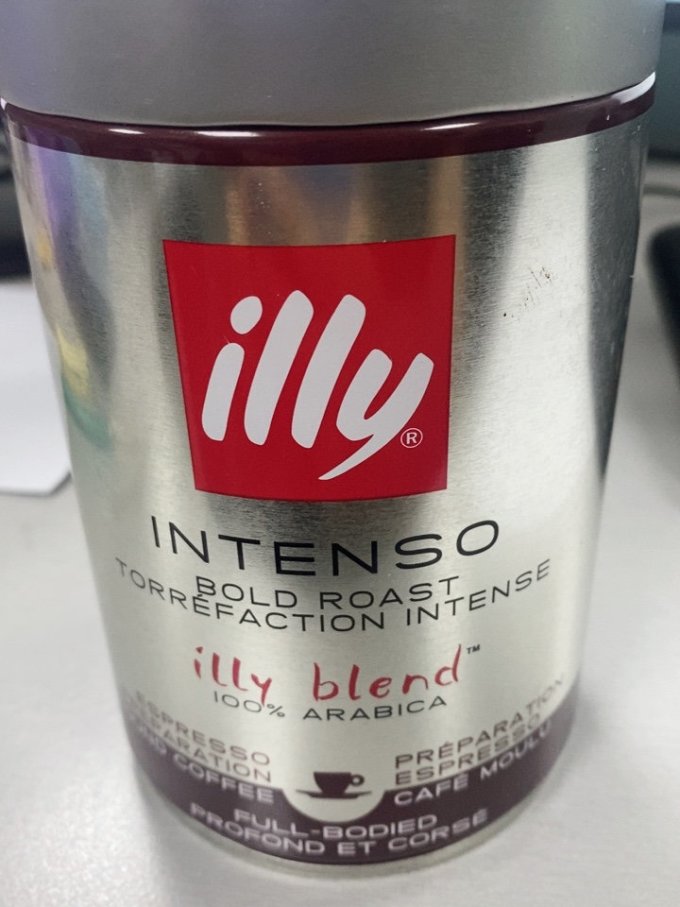 illy®
INTENSO
BOLD ROAST
TORRÉFACTION INTENSE
illy blend™
100% ARABICA
ESPRESSO
PREPARATION
COFFEE
PRÉPARATION
ESPRESSO
CAFÉ MOULU
FULL-BODIED
PROFOND ET CORSÉ